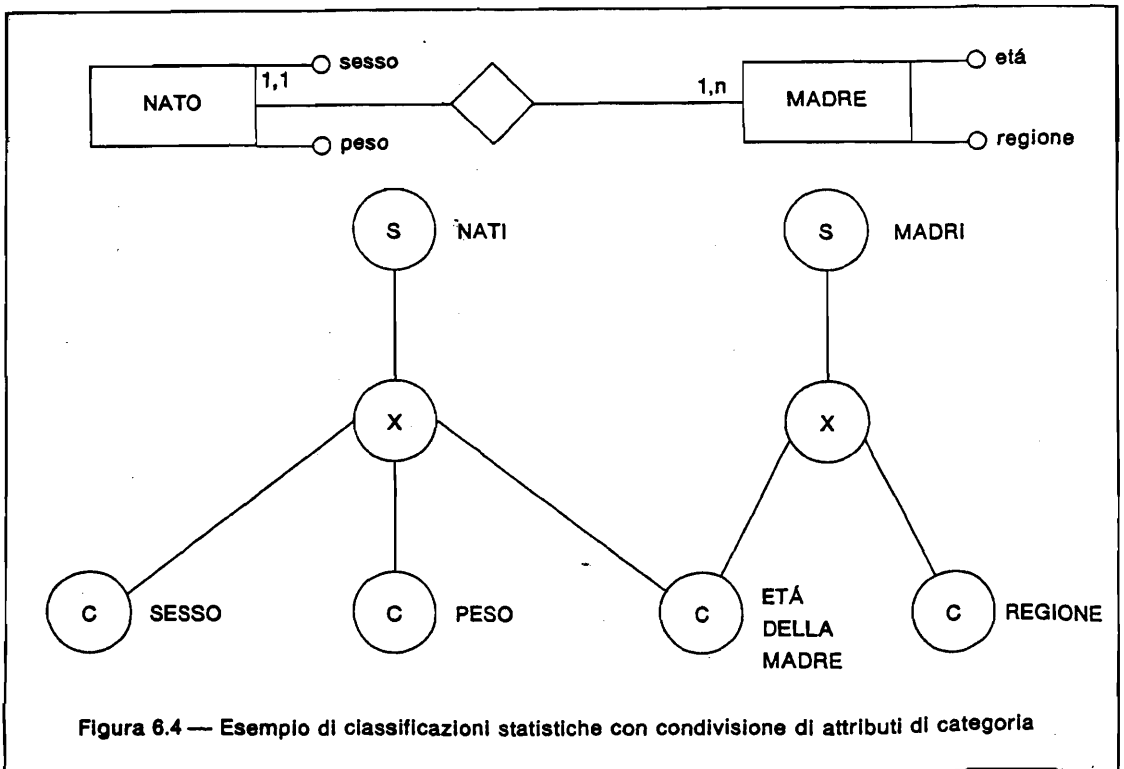 sesso
1,1
NATO
peso
1,n
MADRE
etá
regione
S NATI
S MADRI
X
X
C SESSO
C PESO
C ETÁ
DELLA
MADRE
C REGIONE
Figura 6.4 — Esempio di classificazioni statistiche con condivisione di attributi di categoria